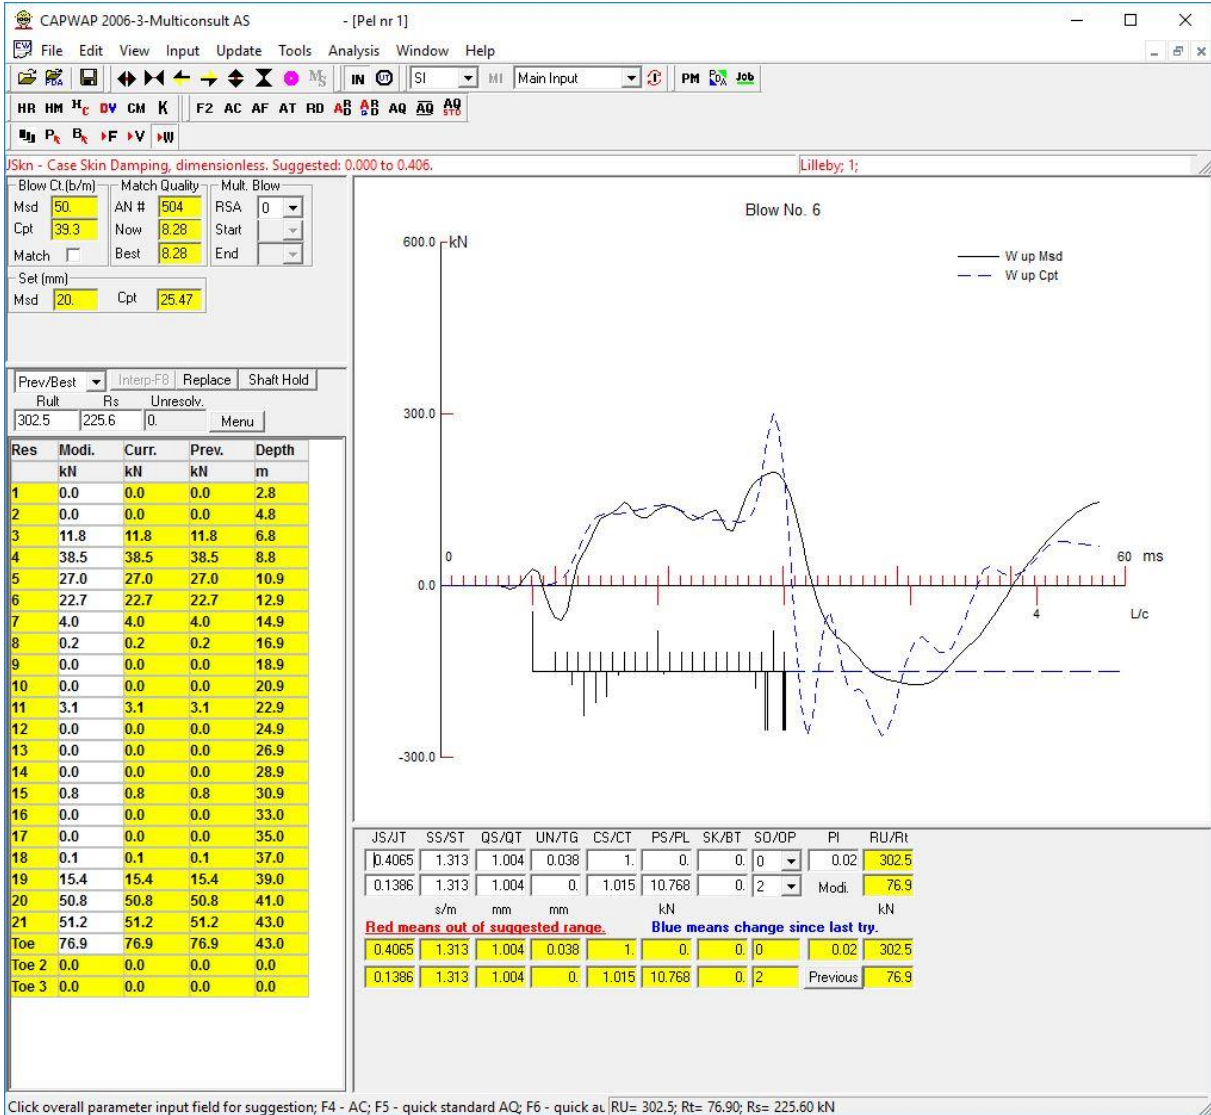 CAPWAP 2006-3-Multiconsult AS - [Pel nr 1]
File Edit View Input Update Tools Analysis Window Help
IN UT SI MI Main Input PM PDA Job
HR HM HC DV CM K F2 AC AF AT RD AQ AQ AQ STD
F V W
JSkn - Case Skin Damping, dimensionless. Suggested: 0.000 to 0.406. Lilleby; 1;
Blow Ct.(b/m) Match Quality Mult. Blow
Msd 50. AN # 504 RSA 0
Cpt 39.3 Now 8.28 Start
Match Best 8.28 End
Set (mm)
Msd 20. Cpt 25.47
Prev/Best Interp-F8 Replace Shaft Hold
Rult Rs Unresolv.
302.5 225.6 0. Menu
Res Modi. Curr. Prev. Depth
kN kN kN m
1 0.0 0.0 0.0 2.8
2 0.0 0.0 0.0 4.8
3 11.8 11.8 11.8 6.8
4 38.5 38.5 38.5 8.8
5 27.0 27.0 27.0 10.9
6 22.7 22.7 22.7 12.9
7 4.0 4.0 4.0 14.9
8 0.2 0.2 0.2 16.9
9 0.0 0.0 0.0 18.9
10 0.0 0.0 0.0 20.9
11 3.1 3.1 3.1 22.9
12 0.0 0.0 0.0 24.9
13 0.0 0.0 0.0 26.9
14 0.0 0.0 0.0 28.9
15 0.8 0.8 0.8 30.9
16 0.0 0.0 0.0 33.0
17 0.0 0.0 0.0 35.0
18 0.1 0.1 0.1 37.0
19 15.4 15.4 15.4 39.0
20 50.8 50.8 50.8 41.0
21 51.2 51.2 51.2 43.0
Toe 76.9 76.9 76.9 43.0
Toe 2 0.0 0.0 0.0 0.0
Toe 3 0.0 0.0 0.0 0.0
Blow No. 6
600.0 kN
W up Msd
W up Cpt
300.0
0 60 ms
0.0
4 L/c
-300.0
JS/JT SS/ST QS/QT UN/TG CS/CT PS/PL SK/BT SO/OP PI RU/Rt
0.4065 1.313 1.004 0.038 1. 0. 0. 0 0.02 302.5
0.1386 1.313 1.004 0. 1.015 10.768 0. 2 Modi. 76.9
s/m mm mm kN kN
Red means out of suggested range. Blue means change since last try.
0.4065 1.313 1.004 0.038 1. 0. 0. 0 0.02 302.5
0.1386 1.313 1.004 0. 1.015 10.768 0. 2 Previous 76.9
Click overall parameter input field for suggestion; F4 - AC; F5 - quick standard AQ; F6 - quick au RU= 302.5; Rt= 76.90; Rs= 225.60 kN